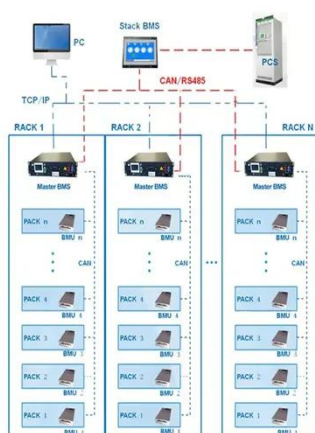 PC
Stack BMS
PCS
CAN/RS485
TCP/IP
RACK 1
RACK 2
RACK N
Master BMS
Master BMS
Master BMS
PACK n
BMU n
PACK n
BMU n
PACK n
BMU n
CAN
CAN
CAN
...
PACK 4
BMU 4
PACK 4
BMU 4
PACK 4
BMU 4
PACK 3
BMU 3
PACK 3
BMU 3
PACK 3
BMU 3
PACK 2
BMU 2
PACK 2
BMU 2
PACK 2
BMU 2
PACK 1
PACK 1
PACK 1